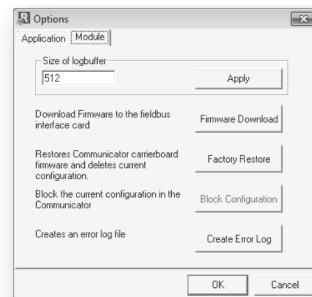 Options
Application Module
Size of logbuffer
512
Apply
Download Firmware to the fieldbus
interface card
Firmware Download
Restores Communicator carrierboard
firmware and deletes current
configuration.
Factory Restore
Block the current configuration in the
Communicator
Block Configuration
Creates an error log file
Create Error Log
OK
Cancel